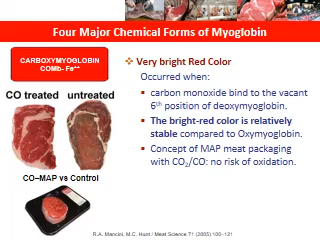 Four Major Chemical Forms of Myoglobin
CARBOXYMYOGLOBIN
COMb- Fe⁺⁺
CO treated untreated
CO–MAP vs Control
❖ Very bright Red Color
Occurred when:
▪ carbon monoxide bind to the vacant
6th position of deoxymyoglobin.
▪ The bright-red color is relatively
stable compared to Oxymyoglobin.
▪ Concept of MAP meat packaging
with CO₂/CO: no risk of oxidation.
R.A. Mancini, M.C. Hunt / Meat Science 71 (2005) 100–121